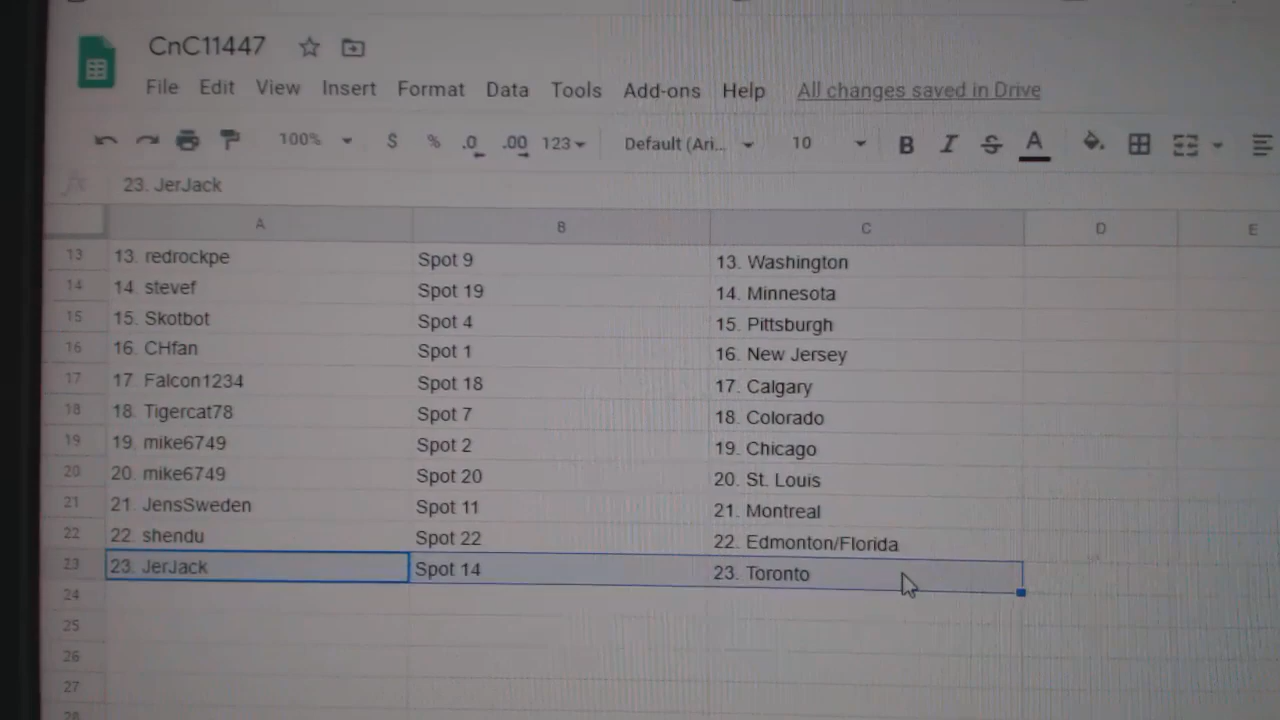 CnC11447
File Edit View Insert Format Data Tools Add-ons Help All changes saved in Drive
100% $ % .0 .00 123 Default (Ari... 10 B I S A
fx 23. JerJack
A B C D E
13 13. redrockpe Spot 9 13. Washington
14 14. stevef Spot 19 14. Minnesota
15 15. Skotbot Spot 4 15. Pittsburgh
16 16. CHfan Spot 1 16. New Jersey
17 17. Falcon1234 Spot 18 17. Calgary
18 18. Tigercat78 Spot 7 18. Colorado
19 19. mike6749 Spot 2 19. Chicago
20 20. mike6749 Spot 20 20. St. Louis
21 21. JensSweden Spot 11 21. Montreal
22 22. shendu Spot 22 22. Edmonton/Florida
23 23. JerJack Spot 14 23. Toronto
24
25
26
27
28